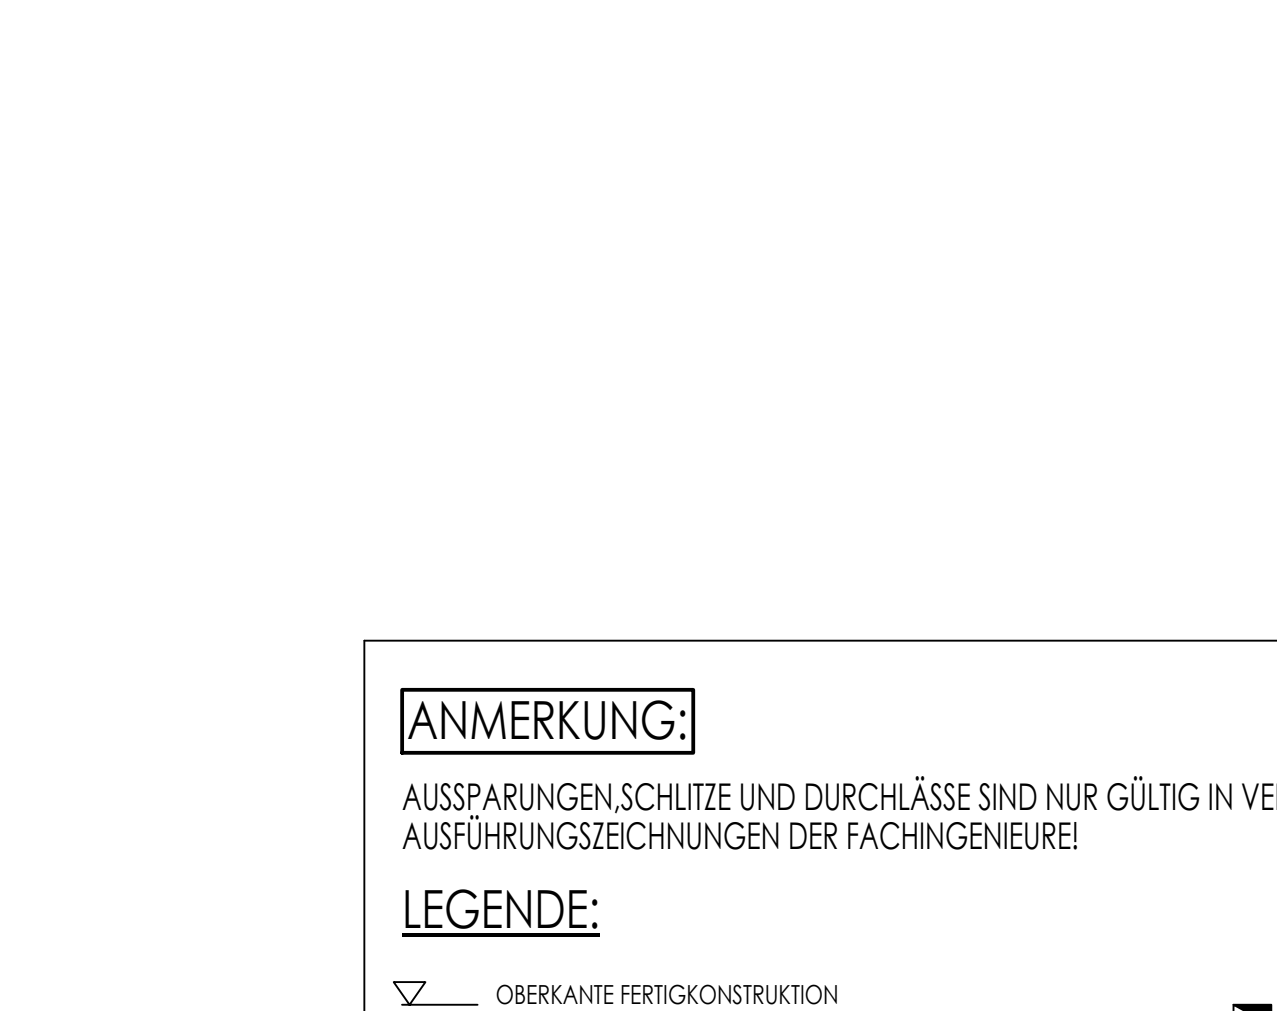 ANMERKUNG:
AUSSPARUNGEN,SCHLITZE UND DURCHLÄSSE SIND NUR GÜLTIG IN
AUSFÜHRUNGSZEICHNUNGEN DER FACHINGENIEURE!
LEGENDE:
OBERKANTE FERTIGKONSTRUKTION